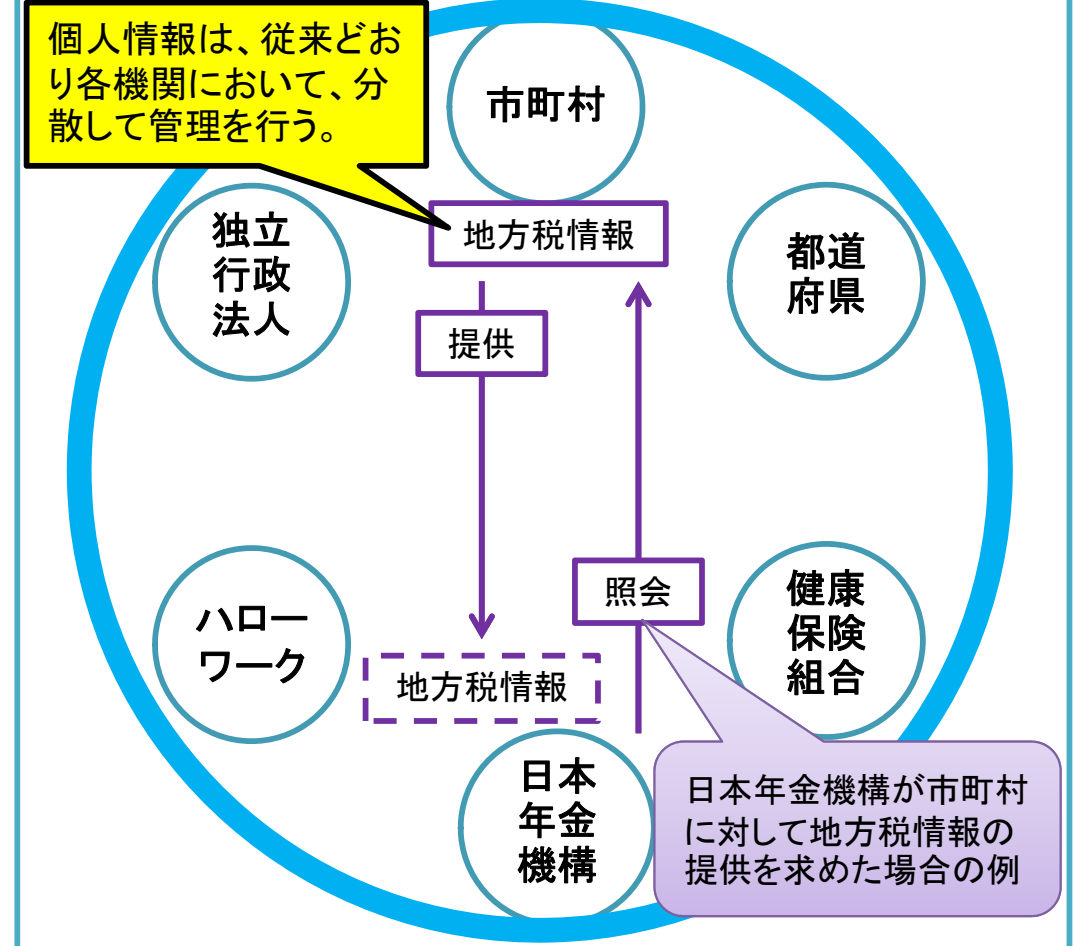 個人情報は、従来どお
り各機関において、分
散して管理を行う。
市町村
地方税情報
独立
行政
法人
都道
府県
提供
照会
ハロー
ワーク
健康
保険
組合
地方税情報
日本
年金
機構
日本年金機構が市町村
に対して地方税情報の
提供を求めた場合の例